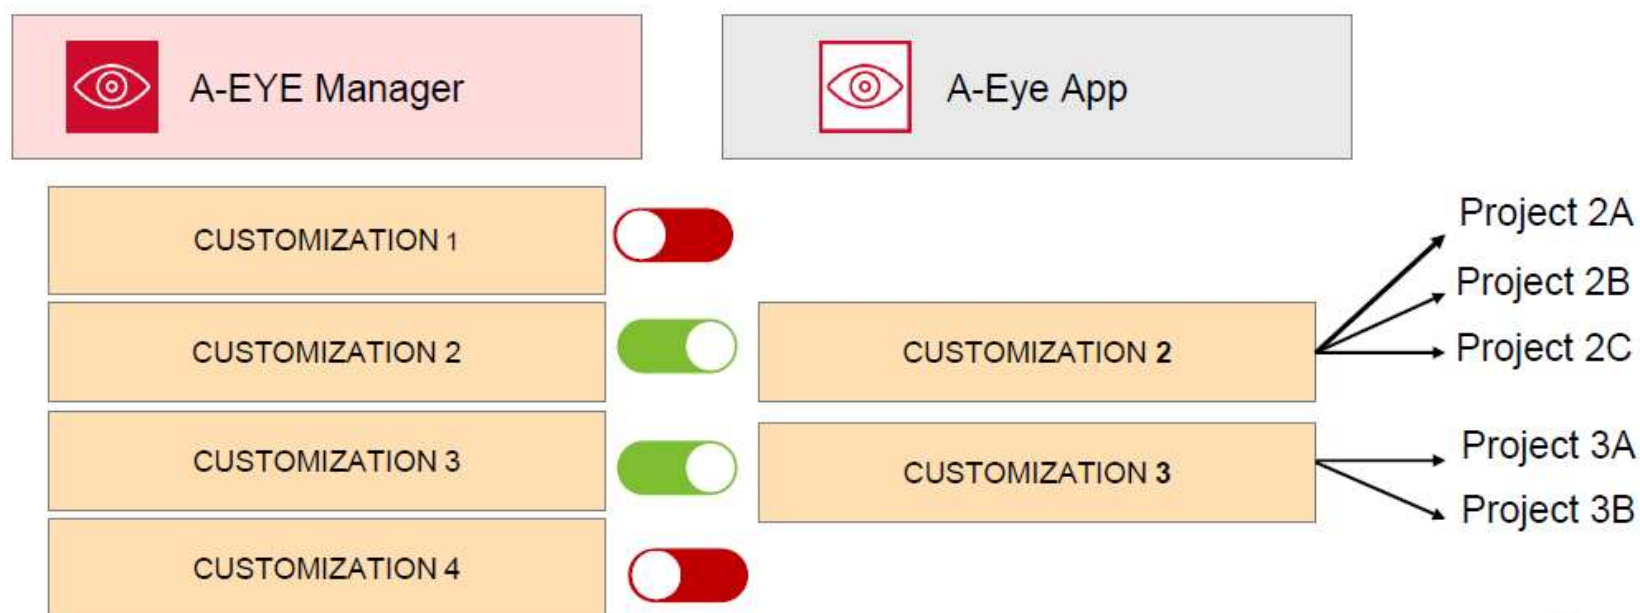 A-EYE Manager
A-Eye App
CUSTOMIZATION 1
CUSTOMIZATION 2
CUSTOMIZATION 3
CUSTOMIZATION 4
CUSTOMIZATION 2
CUSTOMIZATION 3
Project 2A
Project 2B
Project 2C
Project 3A
Project 3B